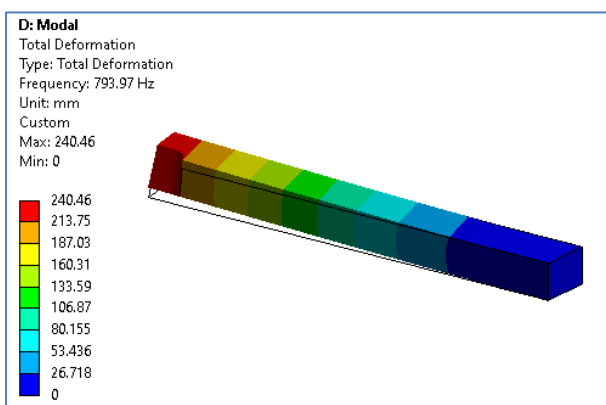 D: Modal
Total Deformation
Type: Total Deformation
Frequency: 793.97 Hz
Unit: mm
Custom
Max: 240.46
Min: 0
240.46
213.75
187.03
160.31
133.59
106.87
80.155
53.436
26.718
0